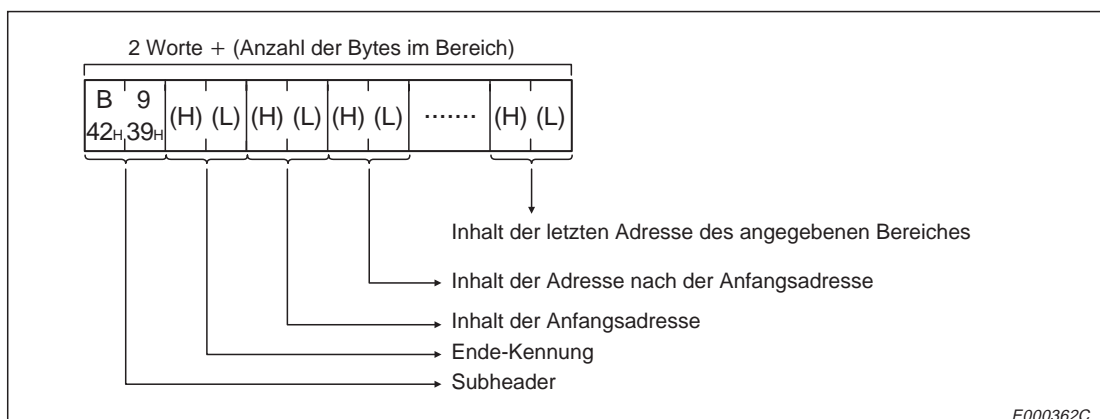 2 Worte + (Anzahl der Bytes im Bereich)
B 9 (H) (L) (H) (L) (H) (L) ······· (H) (L)
42H 39H
Inhalt der letzten Adresse des angegebenen Bereiches
Inhalt der Adresse nach der Anfangsadresse
Inhalt der Anfangsadresse
Ende-Kennung
Subheader
E000362C